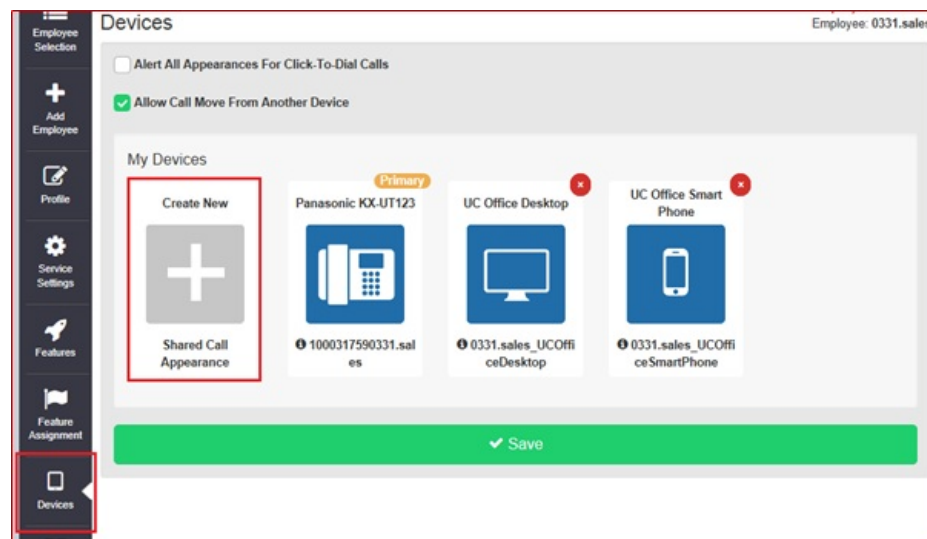 Employee
Selection
Add
Employee
Profile
Service
Settings
Features
Feature
Assignment
Devices
Devices
Employee: 0331.sales
Alert All Appearances For Click-To-Dial Calls
Allow Call Move From Another Device
My Devices
Create New
Shared Call
Appearance
Primary
Panasonic KX-UT123
1000317590331.sal
es
x
UC Office Desktop
0331.sales_UCOffi
ceDesktop
x
UC Office Smart
Phone
0331.sales_UCOffi
ceSmartPhone
Save